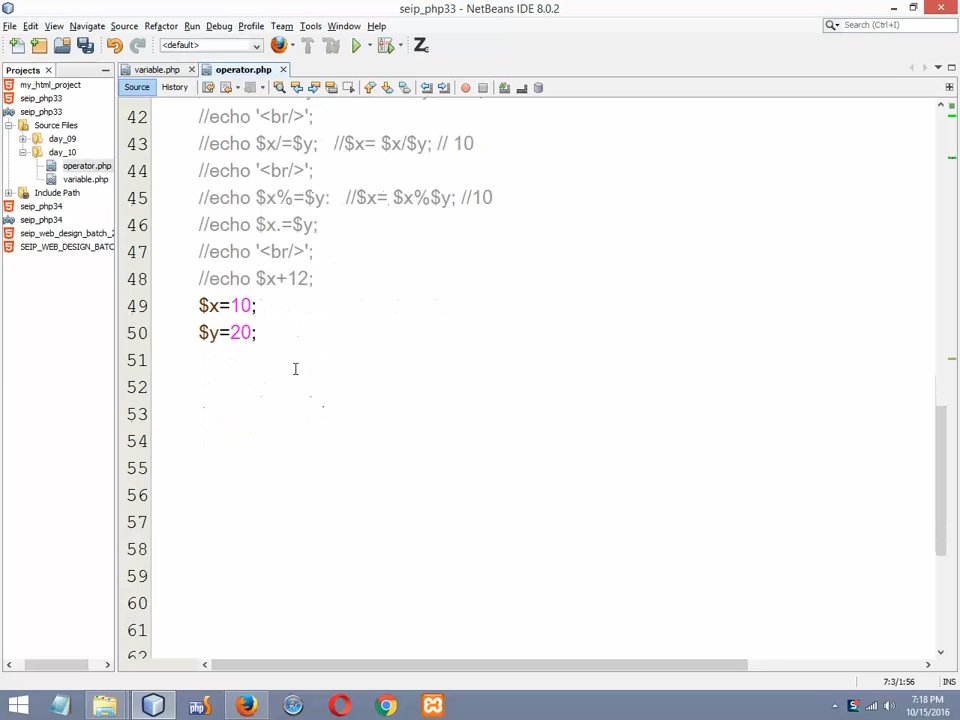 seip_php33 - NetBeans IDE 8.0.2
File Edit View Navigate Source Refactor Run Debug Profile Team Tools Window Help
Search (Ctrl+I)
<default>
Projects
variable.php
operator.php
Source
History
my_html_project
seip_php33
seip_php33
Source Files
day_09
day_10
operator.php
variable.php
Include Path
seip_php34
seip_php34
seip_web_design_batch_2
SEIP_WEB_DESIGN_BATC
42 //echo '<br/>';
43 //echo $x/=$y; //$x= $x/$y; // 10
44 //echo '<br/>';
45 //echo $x%=$y: //$x= $x%$y; //10
46 //echo $x.=$y;
47 //echo '<br/>';
48 //echo $x+12;
49 $x=10;
50 $y=20;
51
52
53
54
55
56
57
58
59
60
61
62
7:3/1:56
INS
php
7:18 PM
10/15/2016